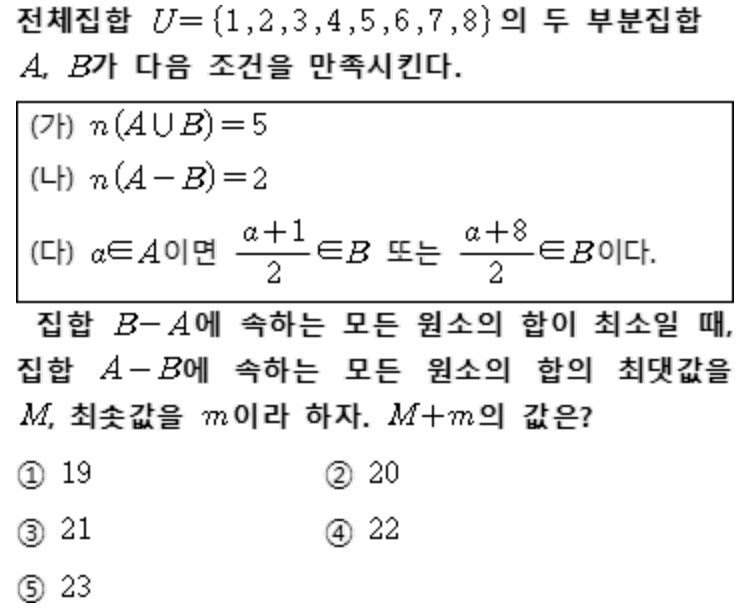 전체집합 U={1,2,3,4,5,6,7,8}의 두 부분집합
A, B가 다음 조건을 만족시킨다.
(가) n(A∪B)=5
(나) n(A−B)=2
(다) a∈A이면 (a+1)/2∈B 또는 (a+8)/2∈B이다.
집합 B−A에 속하는 모든 원소의 합이 최소일 때,
집합 A−B에 속하는 모든 원소의 합의 최댓값을
M, 최솟값을 m이라 하자. M+m의 값은?
① 19 ② 20
③ 21 ④ 22
⑤ 23